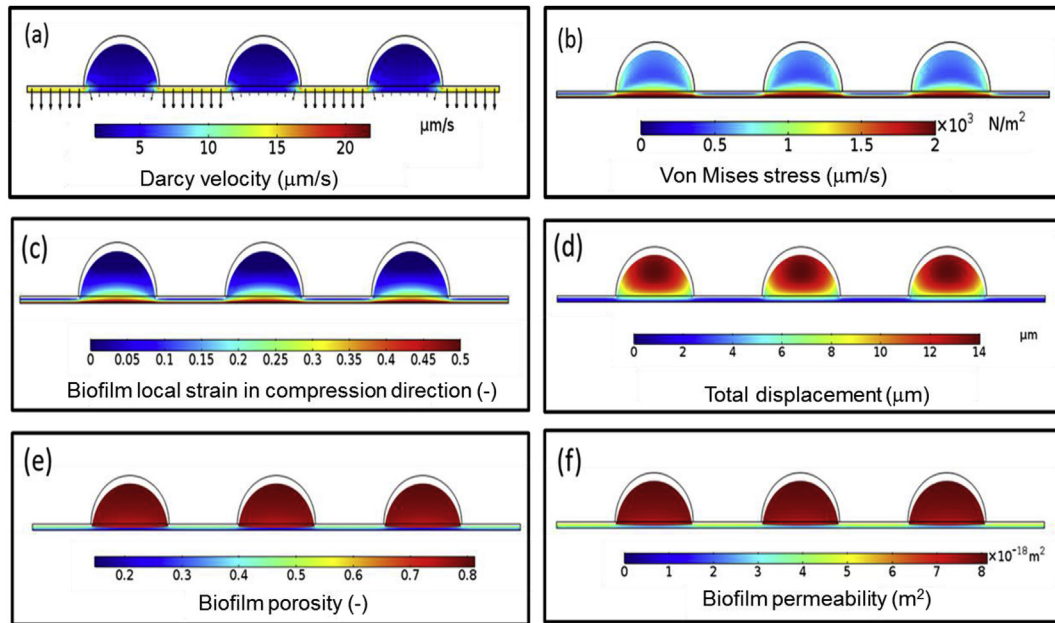 (a)
μm/s
5 10 15 20
Darcy velocity (μm/s)
(b)
×10³ N/m²
0 0.5 1 1.5 2
Von Mises stress (μm/s)
(c)
0 0.05 0.1 0.15 0.2 0.25 0.3 0.35 0.4 0.45 0.5
Biofilm local strain in compression direction (-)
(d)
μm
0 2 4 6 8 10 12 14
Total displacement (μm)
(e)
0.2 0.3 0.4 0.5 0.6 0.7 0.8
Biofilm porosity (-)
(f)
×10⁻¹⁸ m²
0 1 2 3 4 5 6 7 8
Biofilm permeability (m²)